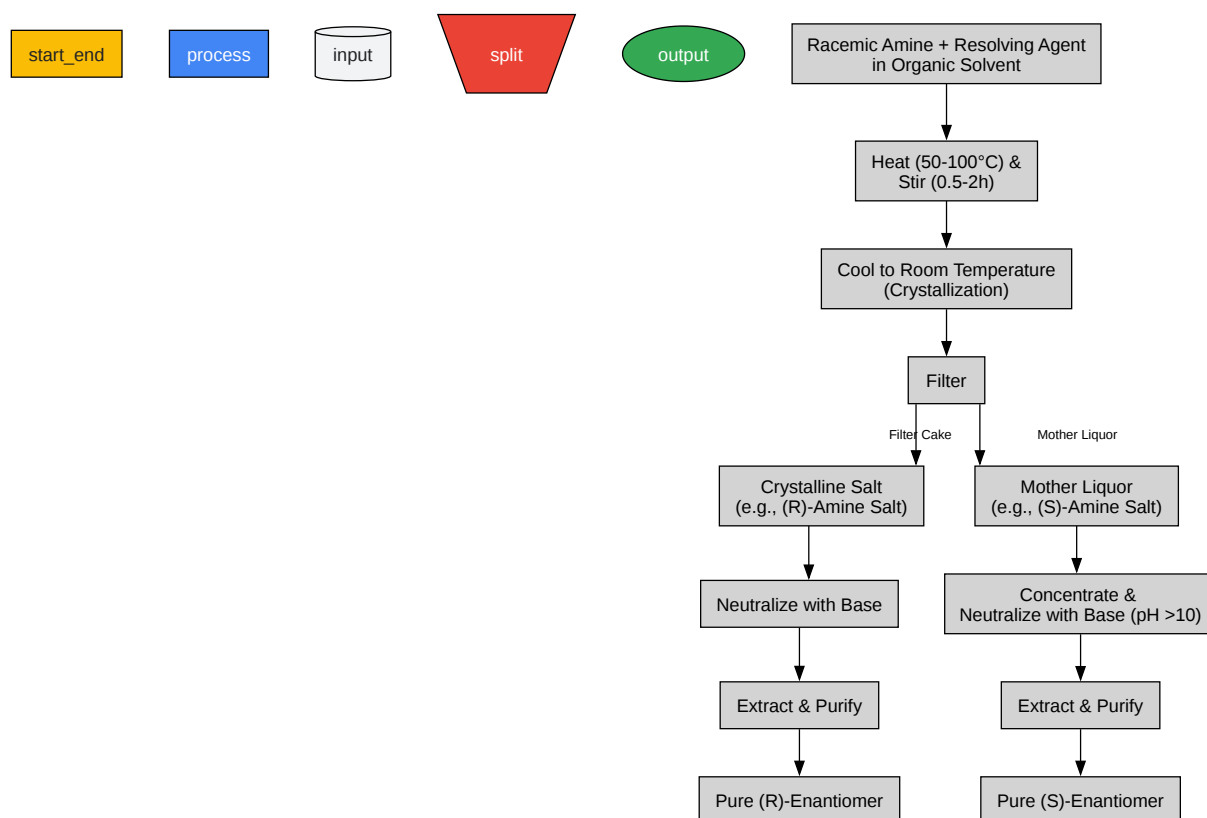 start_end
process
input
split
output
Racemic Amine + Resolving Agent
in Organic Solvent
Heat (50-100°C) &
Stir (0.5-2h)
Cool to Room Temperature
(Crystallization)
Filter
Filter Cake
Mother Liquor
Crystalline Salt
(e.g., (R)-Amine Salt)
Mother Liquor
(e.g., (S)-Amine Salt)
Neutralize with Base
Concentrate &
Neutralize with Base (pH >10)
Extract & Purify
Extract & Purify
Pure (R)-Enantiomer
Pure (S)-Enantiomer